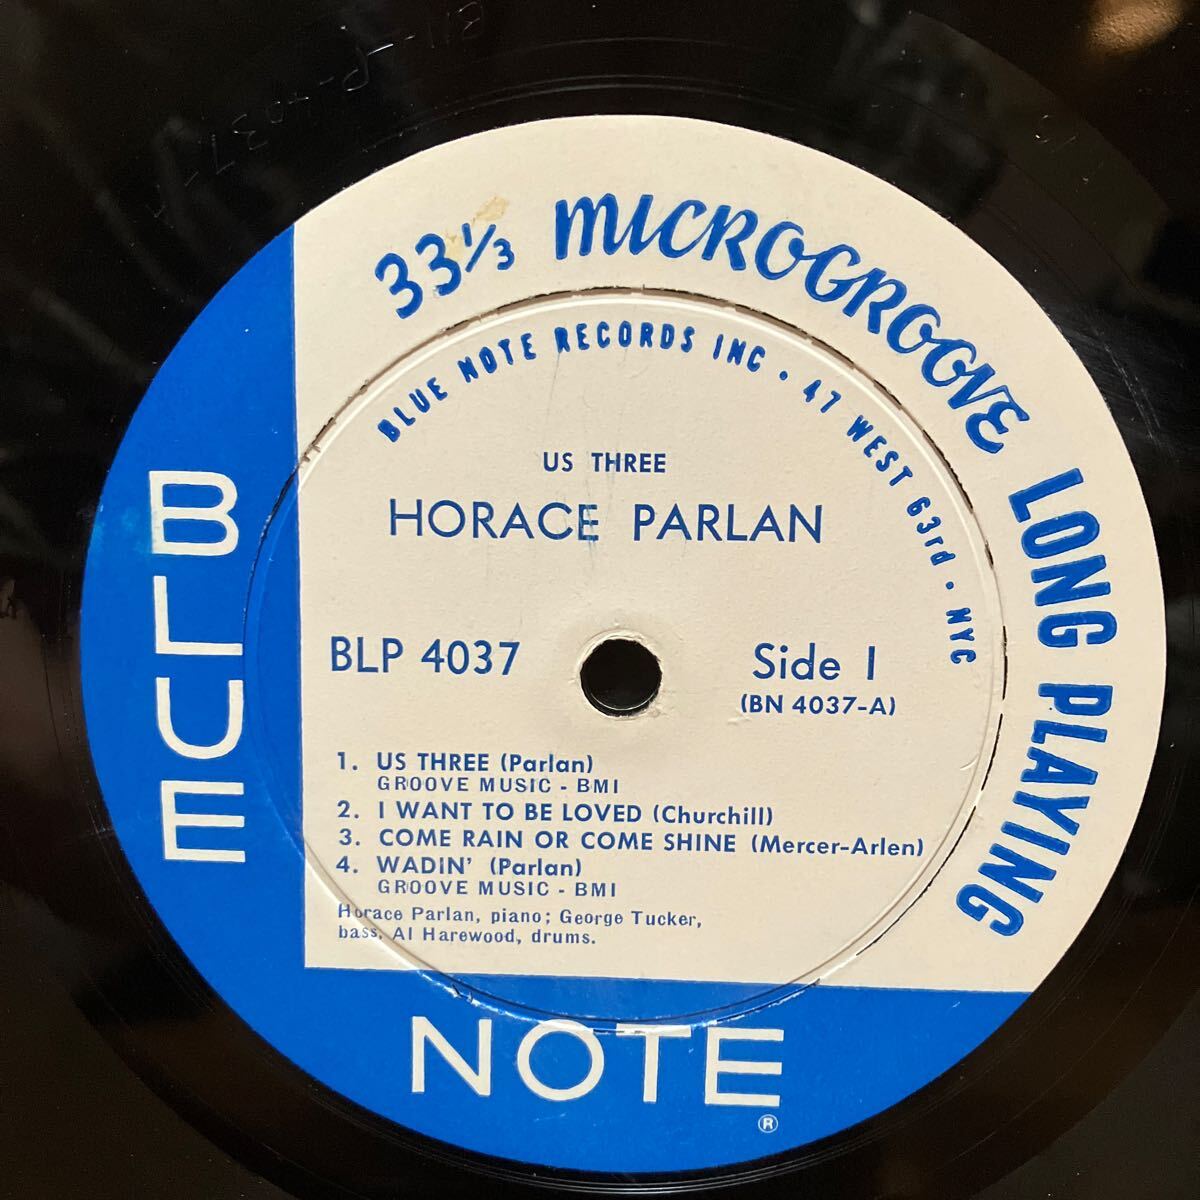 BN-LP-4037-A
33⅓ MICROGROOVE LONG PLAYING
BLUE NOTE RECORDS INC • 47 WEST 63rd • NYC
US THREE
HORACE PARLAN
BLP 4037
Side 1
(BN 4037-A)
1. US THREE (Parlan)
GROOVE MUSIC - BMI
2. I WANT TO BE LOVED (Churchill)
3. COME RAIN OR COME SHINE (Mercer-Arlen)
4. WADIN' (Parlan)
GROOVE MUSIC - BMI
Horace Parlan, piano; George Tucker,
bass, Al Harewood, drums.
BLUE
NOTE
®